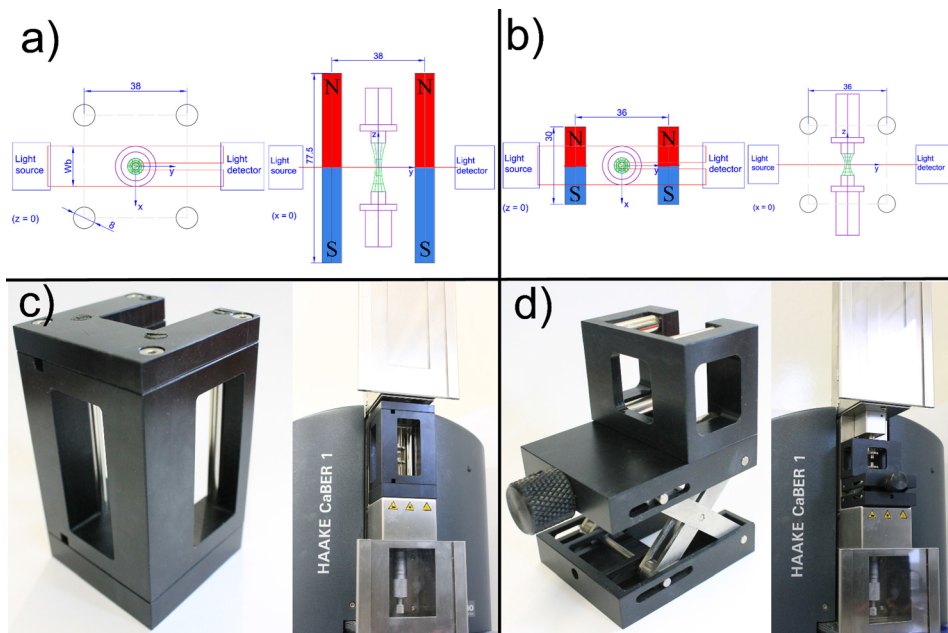 a)
38
Light
source
Wb
Light
detector
y
x
(z = 0)
8
38
N
N
77,5
z
y
Light
source
Light
detector
(x = 0)
S
S
b)
36
30
N
N
Light
source
Light
detector
y
x
S
S
(z = 0)
36
z
y
Light
source
Light
detector
(x = 0)
c)
HAAKE CaBER 1
d)
HAAKE CaBER 1